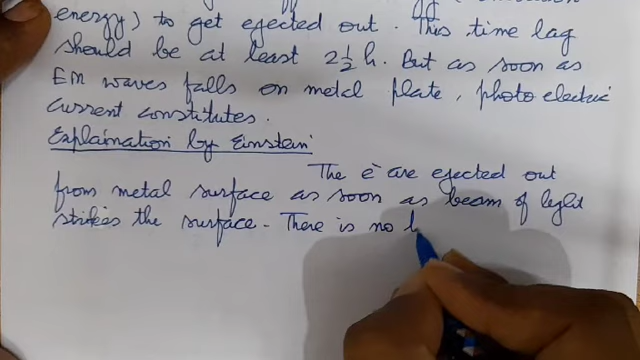 energy) to get ejected out. This time lag
should be at least 2 1/2 h. But as soon as
EM waves falls on metal plate, photo electric
current constitutes.
Explaination by Einstein
The e⁻ are ejected out
from metal surface as soon as beam of light
strikes the surface - There is no l